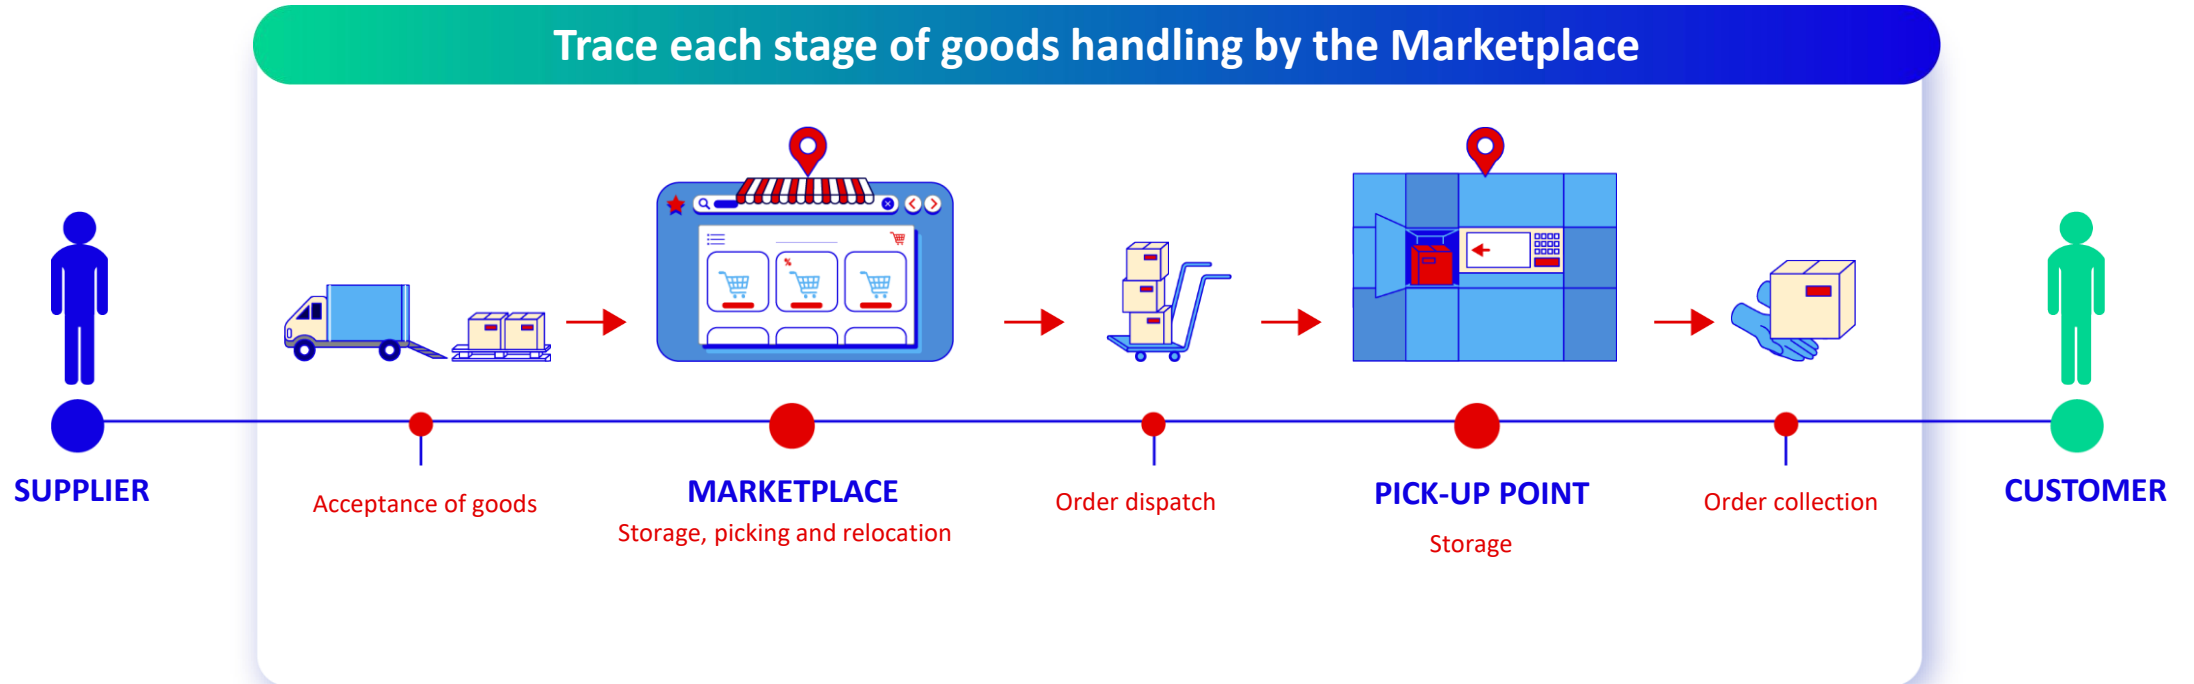 Trace each stage of goods handling by the Marketplace
%
SUPPLIER
Acceptance of goods
MARKETPLACE
Storage, picking and relocation
Order dispatch
PICK-UP POINT
Storage
Order collection
CUSTOMER